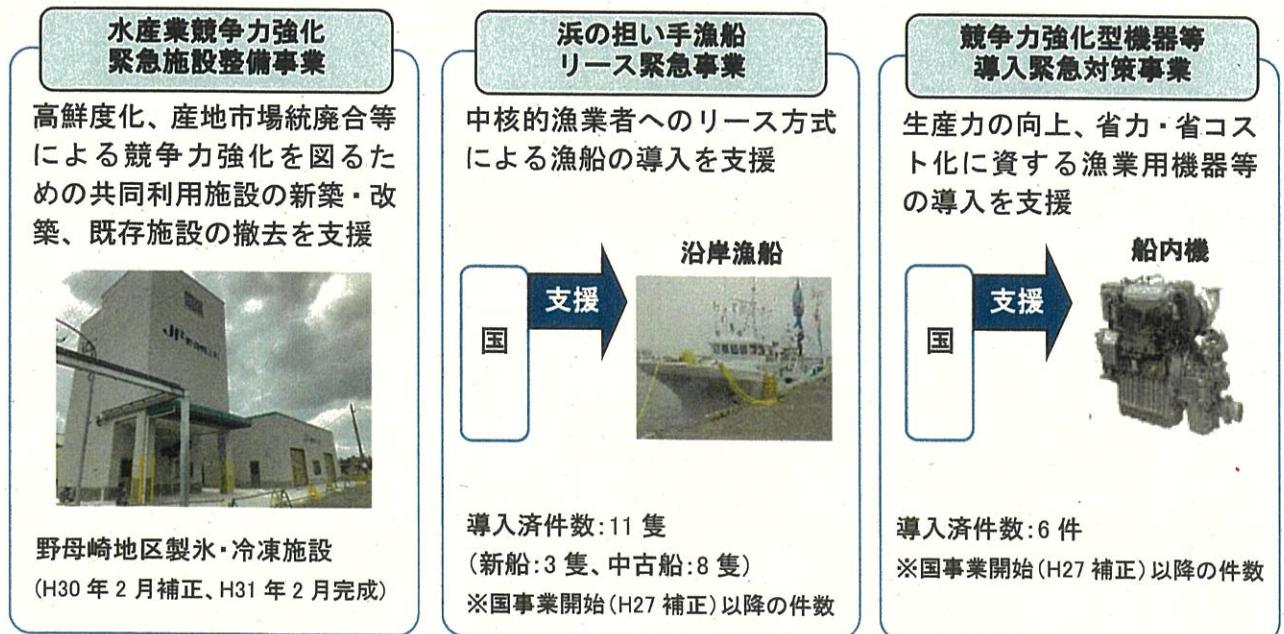 水産業競争力強化
緊急施設整備事業
高鮮度化、産地市場統廃合等
による競争力強化を図るた
めの共同利用施設の新築・改
築、既存施設の撤去を支援
野母崎地区製氷・冷凍施設
(H30 年 2 月補正、H31 年 2 月完成)
浜の担い手漁船
リース緊急事業
中核的漁業者へのリース方式
による漁船の導入を支援
沿岸漁船
国
支援
導入済件数:11 隻
(新船:3 隻、中古船:8 隻)
※国事業開始(H27 補正)以降の件数
競争力強化型機器等
導入緊急対策事業
生産力の向上、省力・省コス
ト化に資する漁業用機器等
の導入を支援
船内機
国
支援
導入済件数:6 件
※国事業開始(H27 補正)以降の件数